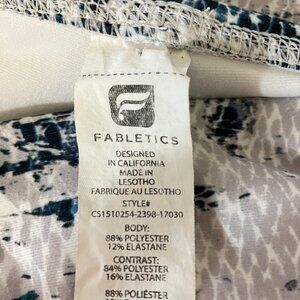 FABLETICS
DESIGNED
IN CALIFORNIA
MADE IN
LESOTHO
FABRIQUE AU LESOTHO
STYLE#
CS1510254-2398-17030
BODY:
88% POLYESTER
12% ELASTANE
CONTRAST:
84% POLYESTER
16% ELASTANE
88%